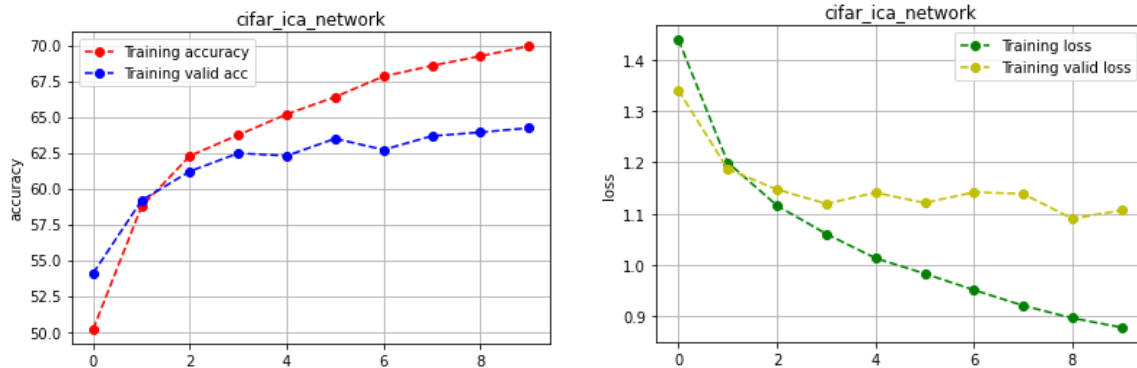 cifar_ica_network
Training accuracy
Training valid acc
70.0
67.5
65.0
62.5
60.0
57.5
55.0
52.5
50.0
accuracy
0 2 4 6 8
cifar_ica_network
Training loss
Training valid loss
1.4
1.3
1.2
1.1
1.0
0.9
loss
0 2 4 6 8